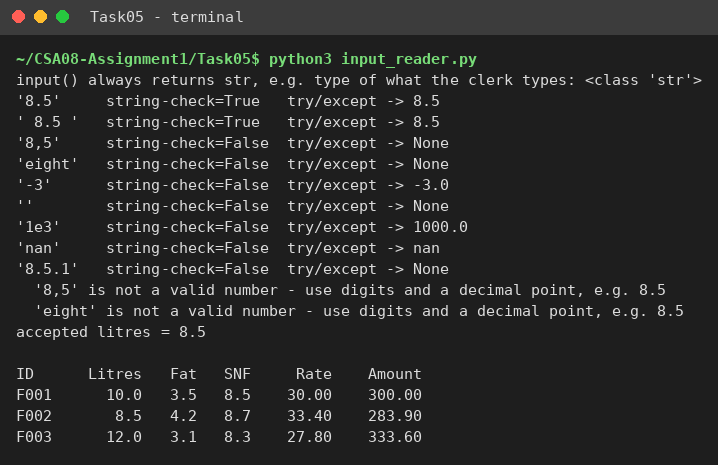 Task05 - terminal
~/CSA08-Assignment1/Task05$ python3 input_reader.py
input() always returns str, e.g. type of what the clerk types: <class 'str'>
'8.5'     string-check=True   try/except -> 8.5
' 8.5 '   string-check=True   try/except -> 8.5
'8,5'     string-check=False  try/except -> None
'eight'   string-check=False  try/except -> None
'-3'      string-check=False  try/except -> -3.0
''        string-check=False  try/except -> None
'1e3'     string-check=False  try/except -> 1000.0
'nan'     string-check=False  try/except -> nan
'8.5.1'   string-check=False  try/except -> None
  '8,5' is not a valid number - use digits and a decimal point, e.g. 8.5
  'eight' is not a valid number - use digits and a decimal point, e.g. 8.5
accepted litres = 8.5

ID      Litres   Fat   SNF     Rate    Amount
F001      10.0   3.5   8.5    30.00    300.00
F002       8.5   4.2   8.7    33.40    283.90
F003      12.0   3.1   8.3    27.80    333.60